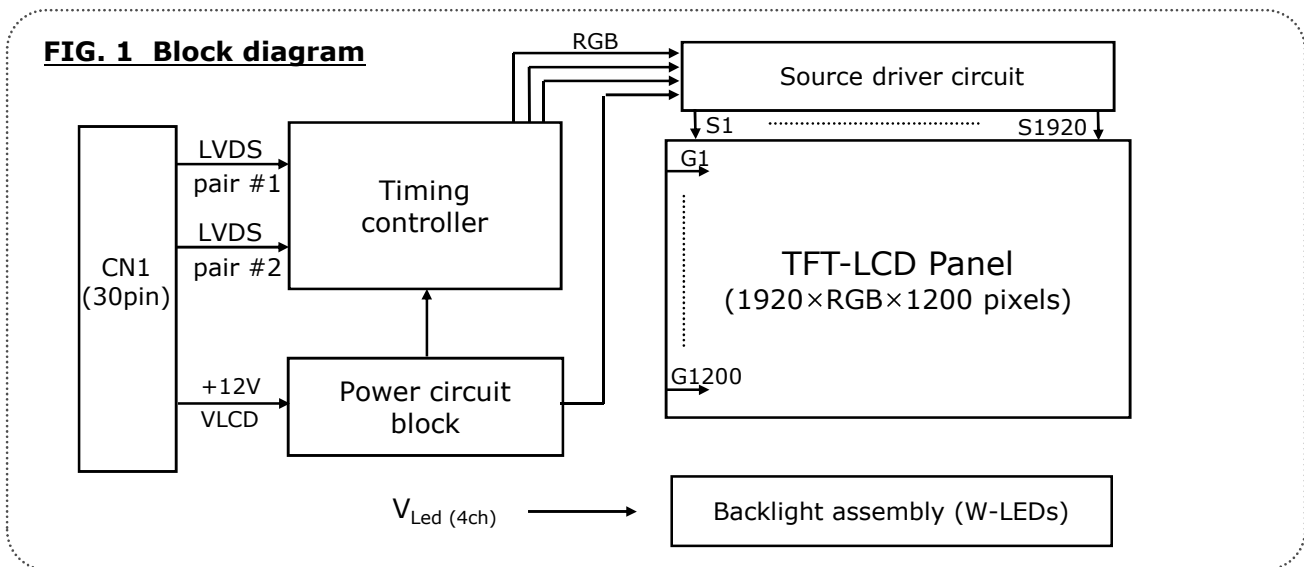 FIG. 1  Block diagram
RGB
Source driver circuit
S1
S1920
CN1
(30pin)
LVDS
pair #1
LVDS
pair #2
Timing
controller
G1
TFT-LCD Panel
(1920×RGB×1200 pixels)
G1200
+12V
VLCD
Power circuit
block
VLed (4ch)
Backlight assembly (W-LEDs)